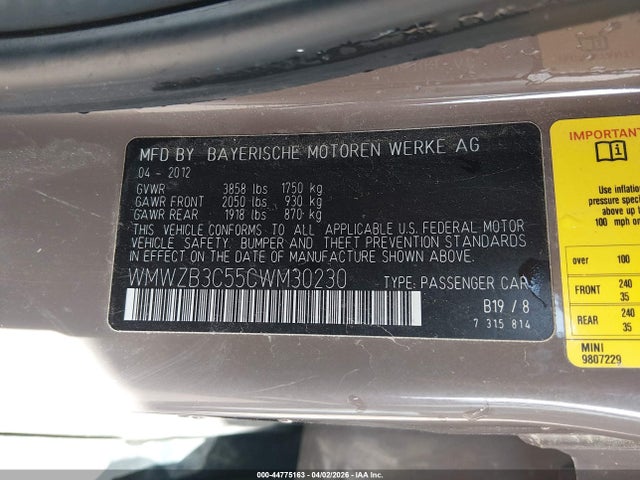 MFD BY BAYERISCHE MOTOREN WERKE AG
04 - 2012
GVWR 3858 lbs 1750 kg
GAWR FRONT 2050 lbs 930 kg
GAWR REAR 1918 lbs 870 kg
THIS VEHICLE CONFORMS TO ALL APPLICABLE U.S. FEDERAL MOTOR
VEHICLE SAFETY, BUMPER AND THEFT PREVENTION STANDARDS
IN EFFECT ON THE DATE OF MANUFACTURE SHOWN ABOVE.
WMWZB3C55CWM30230 TYPE: PASSENGER CAR
B19 / 8
7 315 814
IMPORTANT
Use inflation
pressure spec
above up to
100 mph or
over 100
FRONT 240
35
REAR 240
35
MINI
9807229
000-44775163 - 04/02/2026 - IAA, Inc.